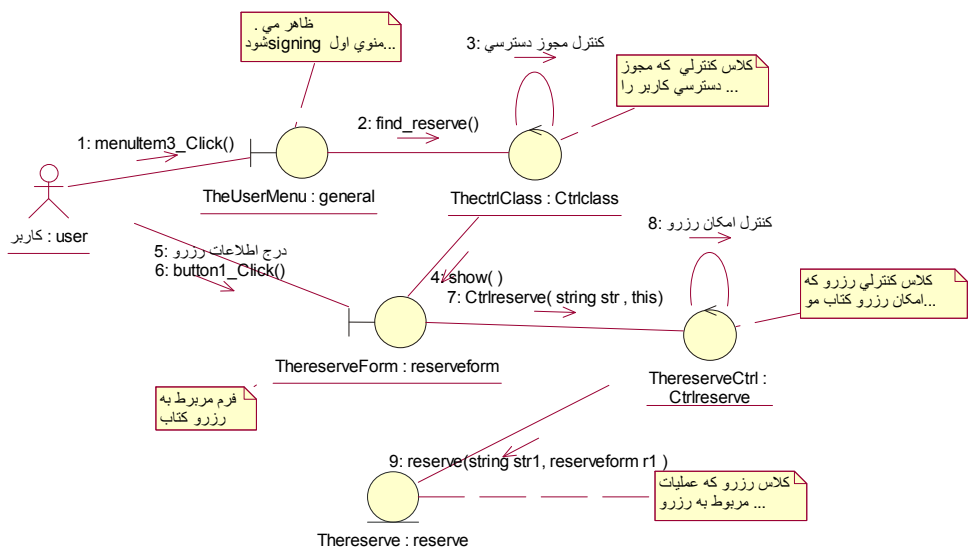 ظاهر مي .
منوي اول signingشود...
3: كنترل مجوز دسترسي
كلاس كنترلي كه مجوز
دسترسي كاربر را ...
2: find_reserve()
1: menuItem3_Click()
TheUserMenu : general
ThectrlClass : Ctrlclass
كاربر : user
8: كنترل امكان رزرو
5: درج اطلاعات رزرو
6: button1_Click()
4: show( )
7: Ctrlreserve( string str , this)
كلاس كنترلي رزرو كه
امكان رزرو كتاب مو...
ThereserveForm : reserveform
ThereserveCtrl :
Ctrlreserve
فرم مربرط به
رزرو كتاب
9: reserve(string str1, reserveform r1 )
كلاس رزرو كه عمليات
مربوط به رزرو ...
Thereserve : reserve